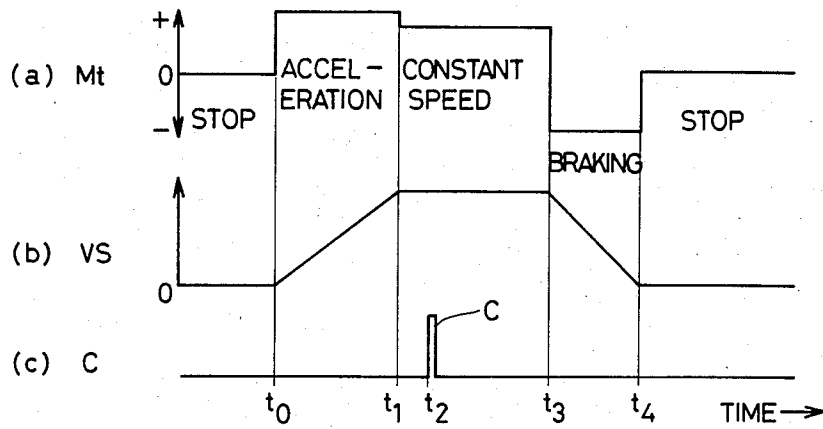 +
(a) Mt
0
ACCEL-
ERATION
CONSTANT
SPEED
−
STOP
STOP
BRAKING
(b) VS
0
C
(c) C
t0
t1
t2
t3
t4
TIME